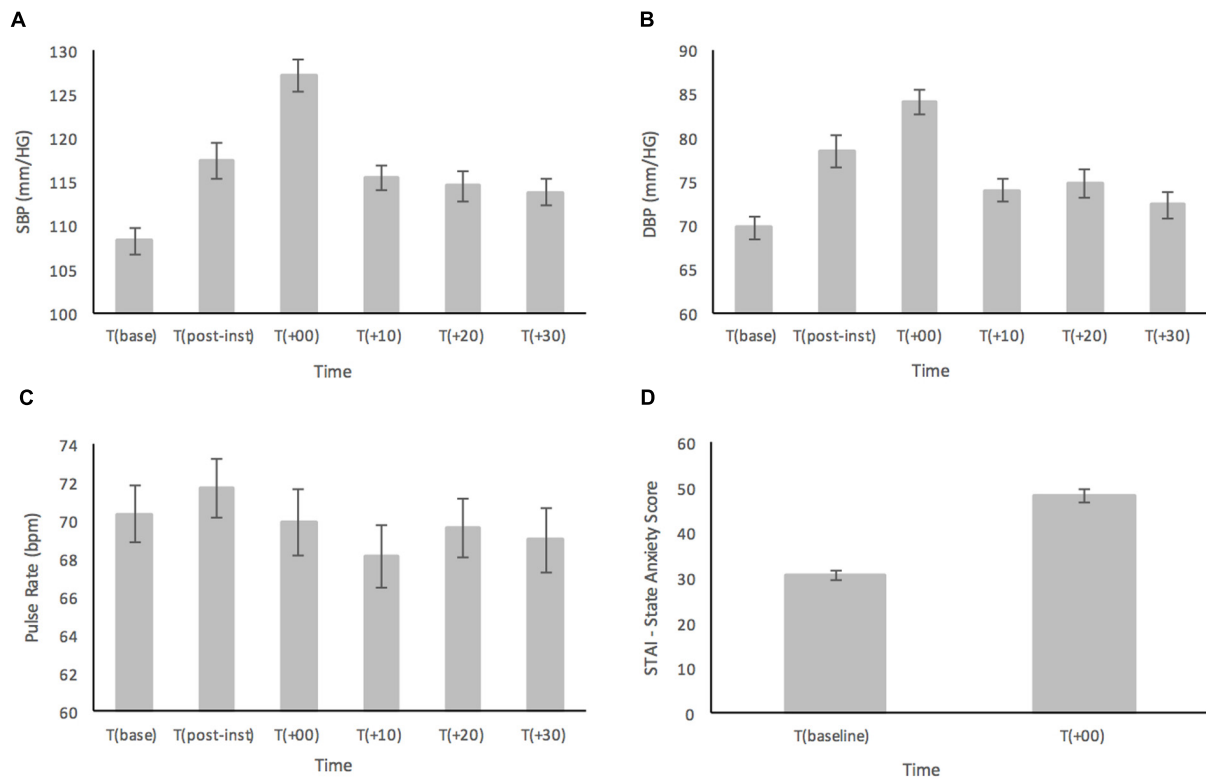 A
SBP (mm/HG)
130
125
120
115
110
105
100
T(base) T(post-inst) T(+00) T(+10) T(+20) T(+30)
Time
B
DBP (mm/HG)
90
85
80
75
70
65
60
T(base) T(post-inst) T(+00) T(+10) T(+20) T(+30)
Time
C
Pulse Rate (bpm)
74
72
70
68
66
64
62
60
T(base) T(post-inst) T(+00) T(+10) T(+20) T(+30)
Time
D
STAI - State Anxiety Score
60
50
40
30
20
10
0
T(baseline) T(+00)
Time